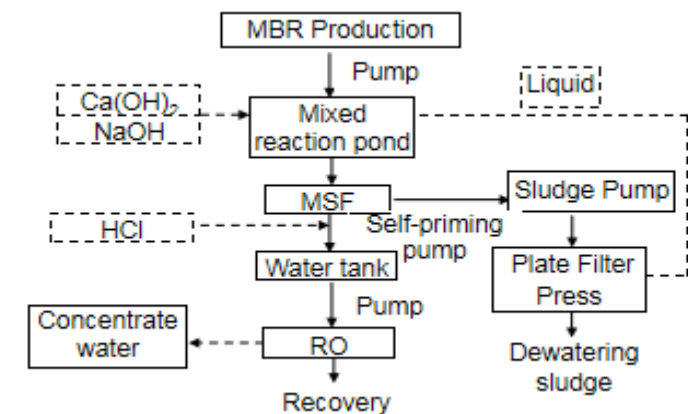 MBR Production
Pump
Liquid
Ca(OH)₂
NaOH
Mixed
reaction pond
MSF
Sludge Pump
HCl
Self-priming
pump
Water tank
Plate Filter
Press
Pump
Concentrate
water
RO
Dewatering
sludge
Recovery